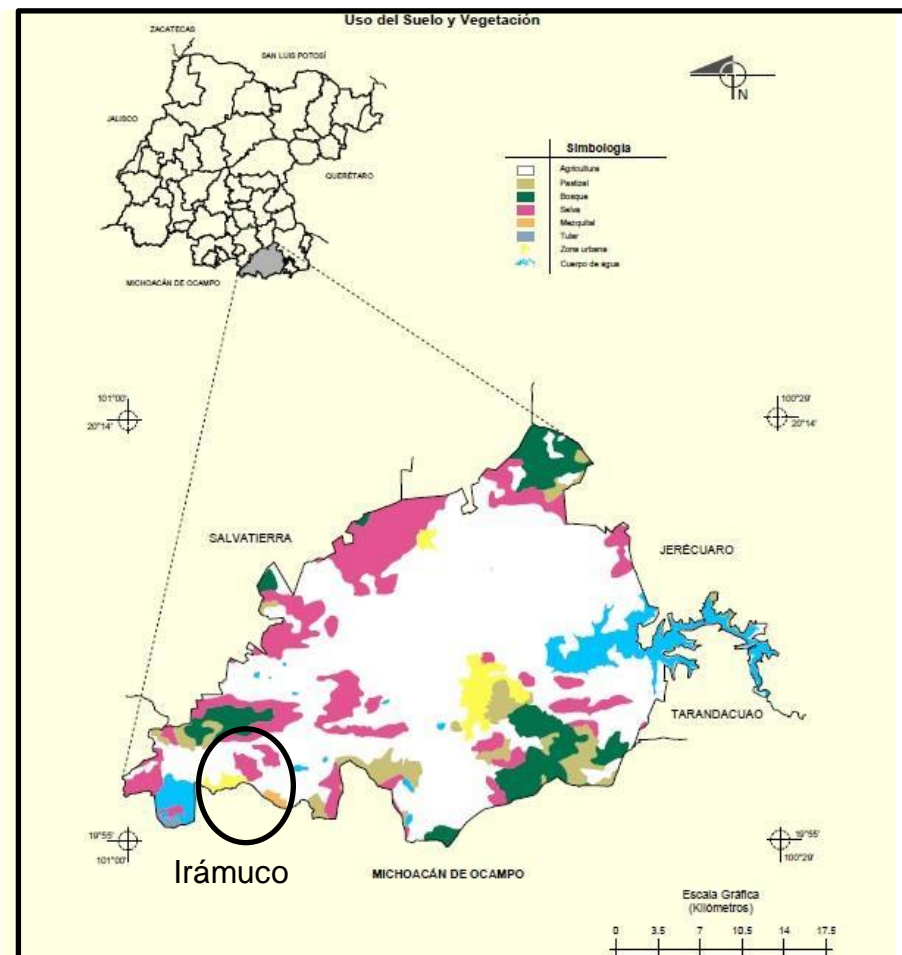 Uso del Suelo y Vegetación
ZACATECAS
SAN LUIS POTOSÍ
JALISCO
QUERÉTARO
MICHOACÁN DE OCAMPO
N
Simbología
Agricultura
Pastizal
Bosque
Selva
Mezquital
Tular
Zona urbana
Cuerpo de agua
101°00'
20°14'
100°29'
20°14'
SALVATIERRA
JERÉCUARO
TARANDACUAO
19°55'
101°00'
19°55'
100°29'
Irámuco
MICHOACÁN DE OCAMPO
Escala Gráfica
(Kilómetros)
0 3.5 7 10.5 14 17.5